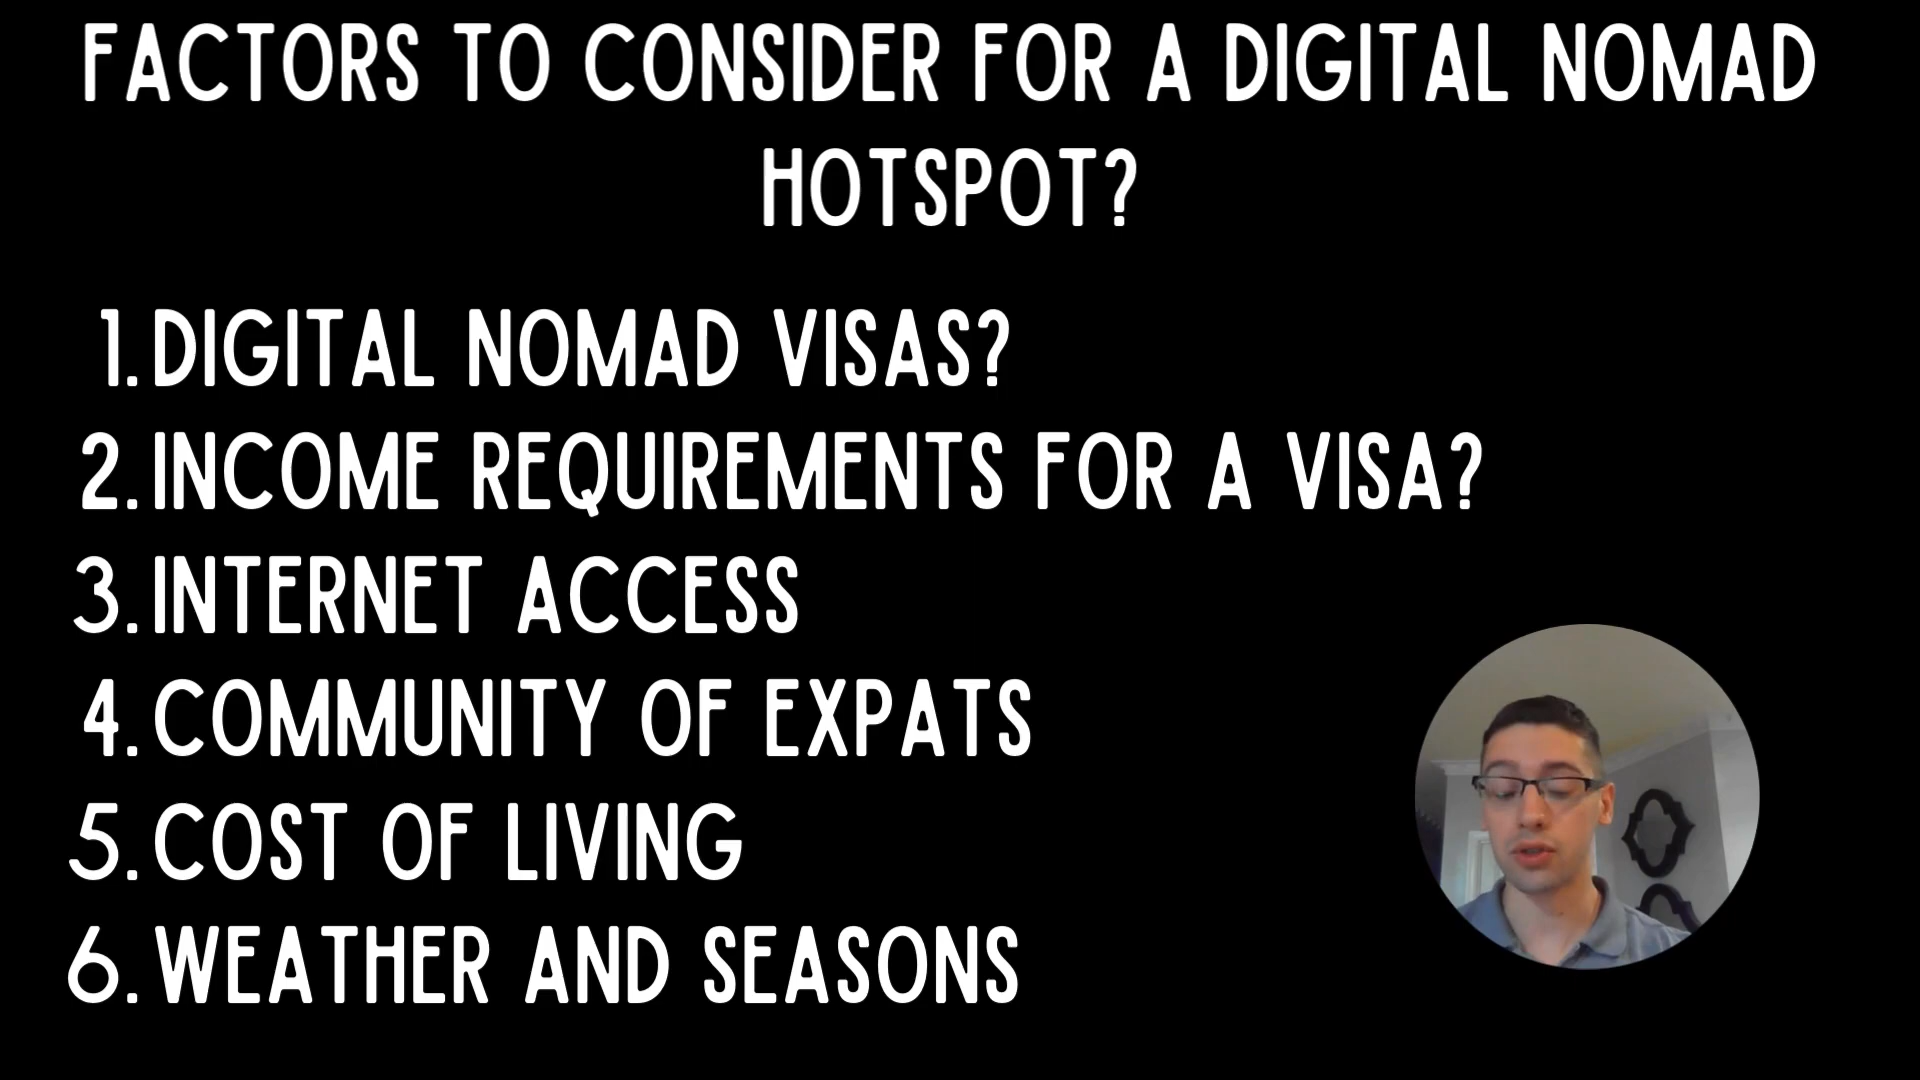 FACTORS TO CONSIDER FOR A DIGITAL NOMAD
HOTSPOT?
1. DIGITAL NOMAD VISAS?
2. INCOME REQUIREMENTS FOR A VISA?
3. INTERNET ACCESS
4. COMMUNITY OF EXPATS
5. COST OF LIVING
6. WEATHER AND SEASONS